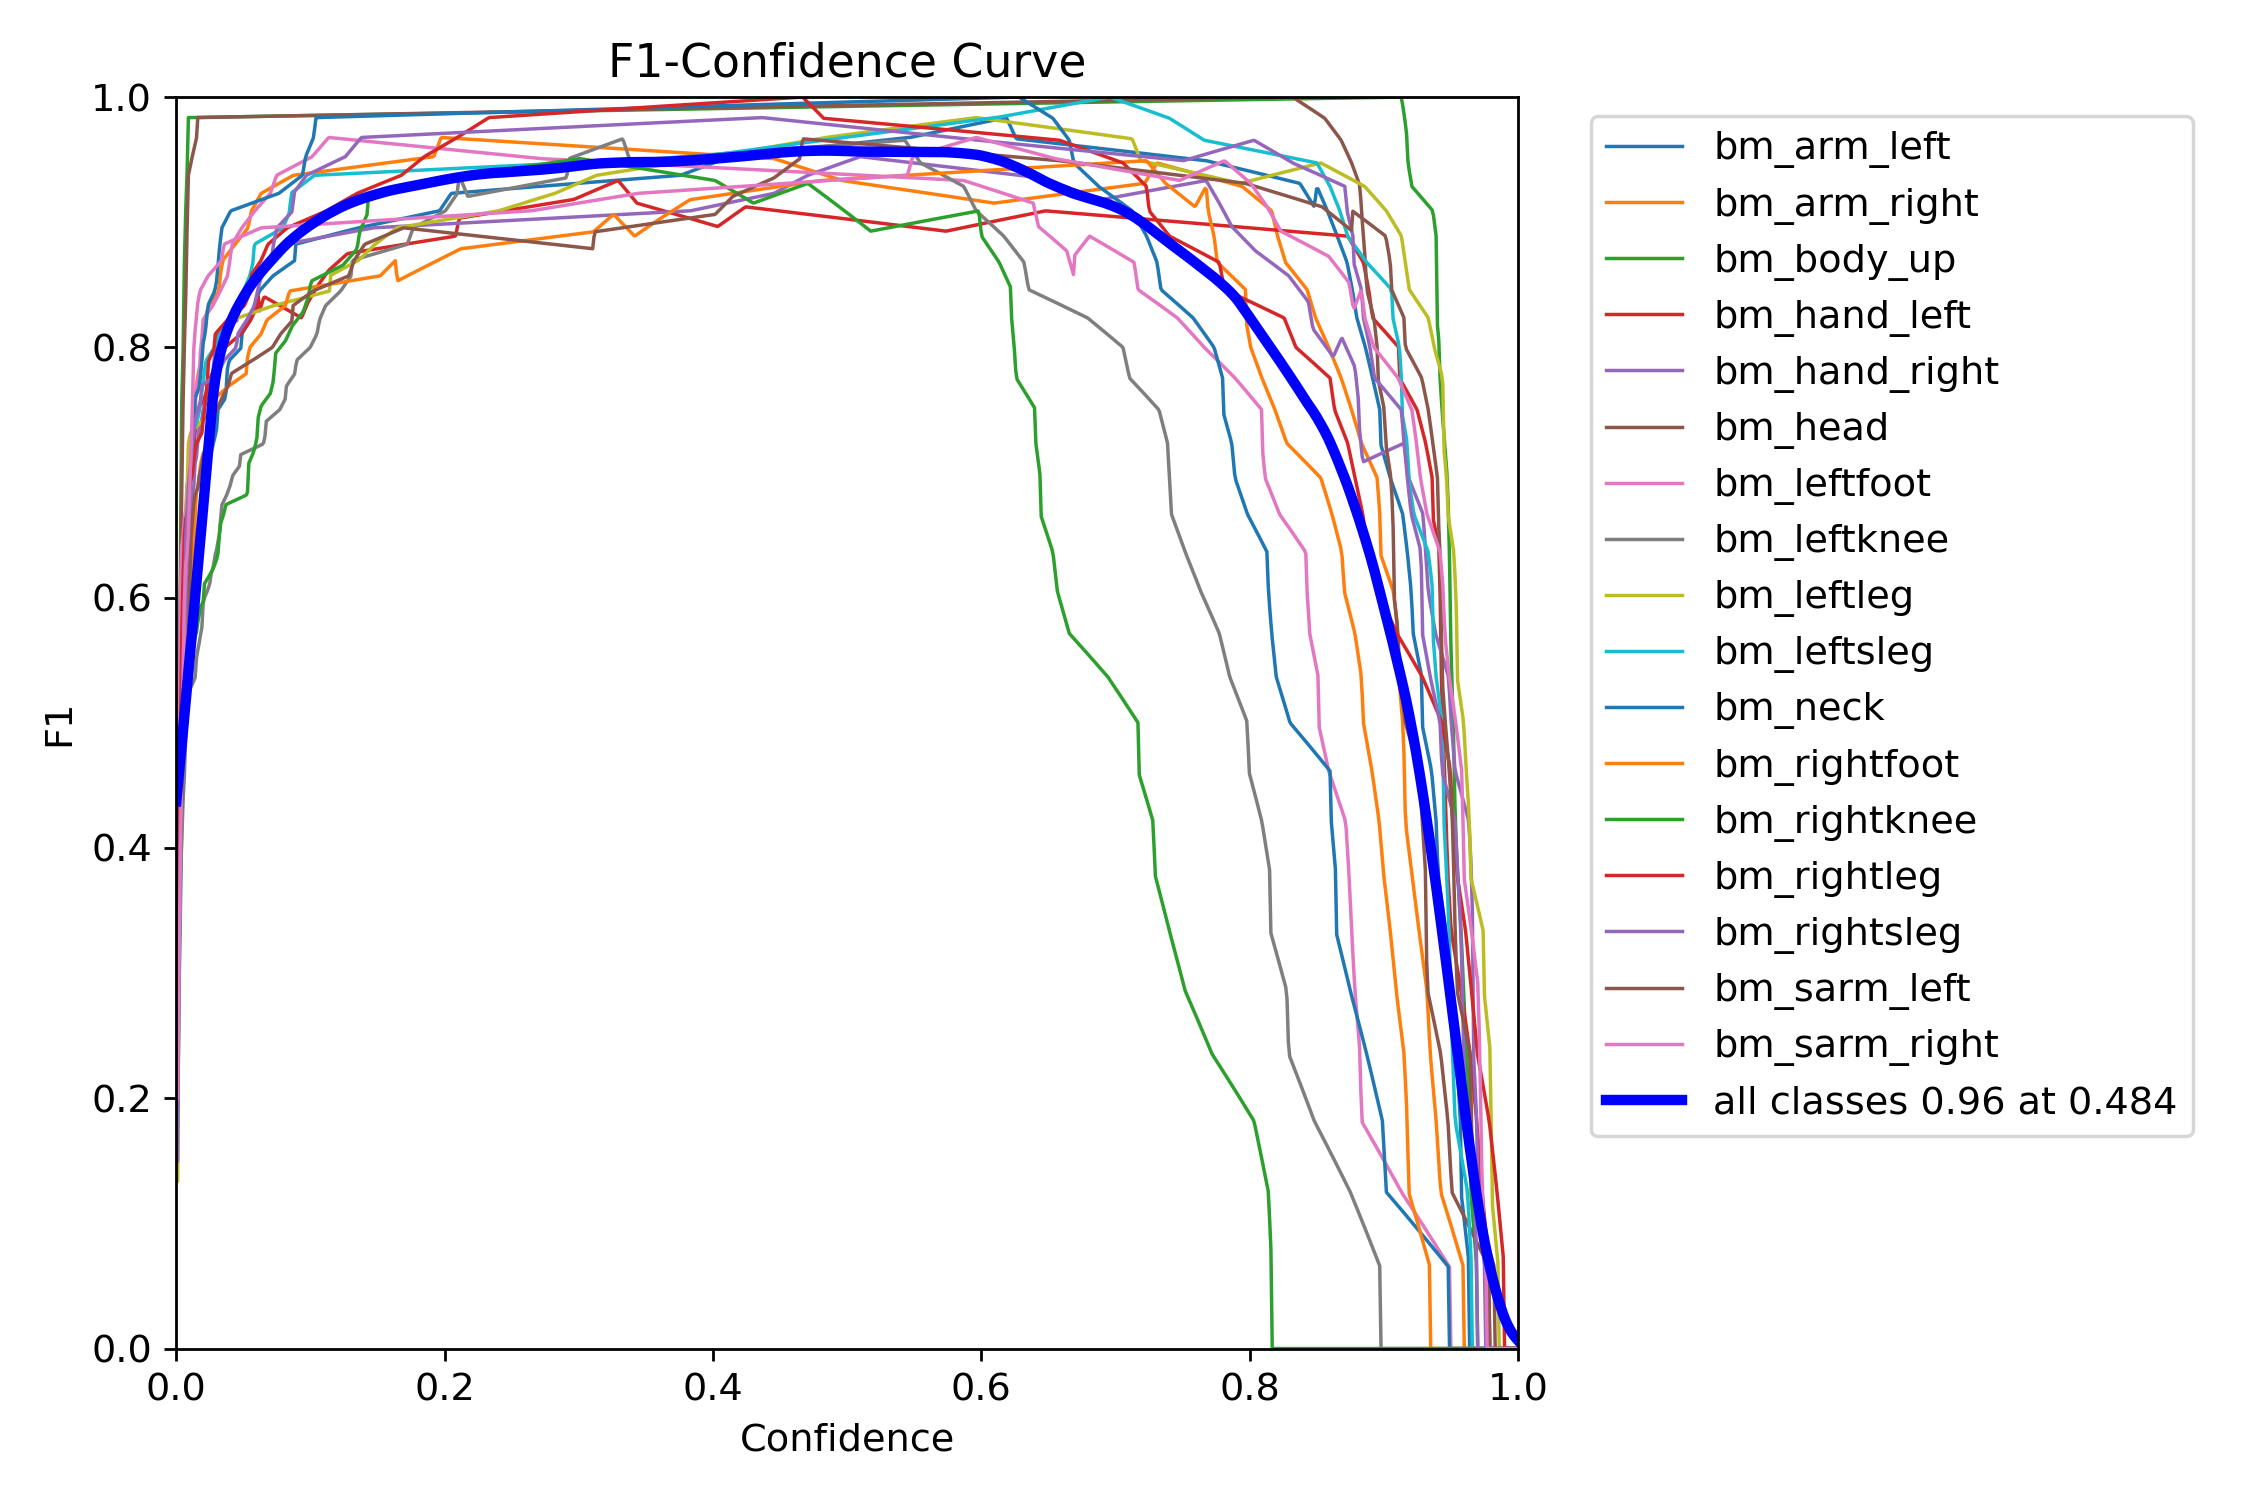 F1-Confidence Curve
1.0
0.8
0.6
0.4
0.2
0.0
F1
0.0 0.2 0.4 0.6 0.8 1.0
Confidence
bm_arm_left
bm_arm_right
bm_body_up
bm_hand_left
bm_hand_right
bm_head
bm_leftfoot
bm_leftknee
bm_leftleg
bm_leftsleg
bm_neck
bm_rightfoot
bm_rightknee
bm_rightleg
bm_rightsleg
bm_sarm_left
bm_sarm_right
all classes 0.96 at 0.484